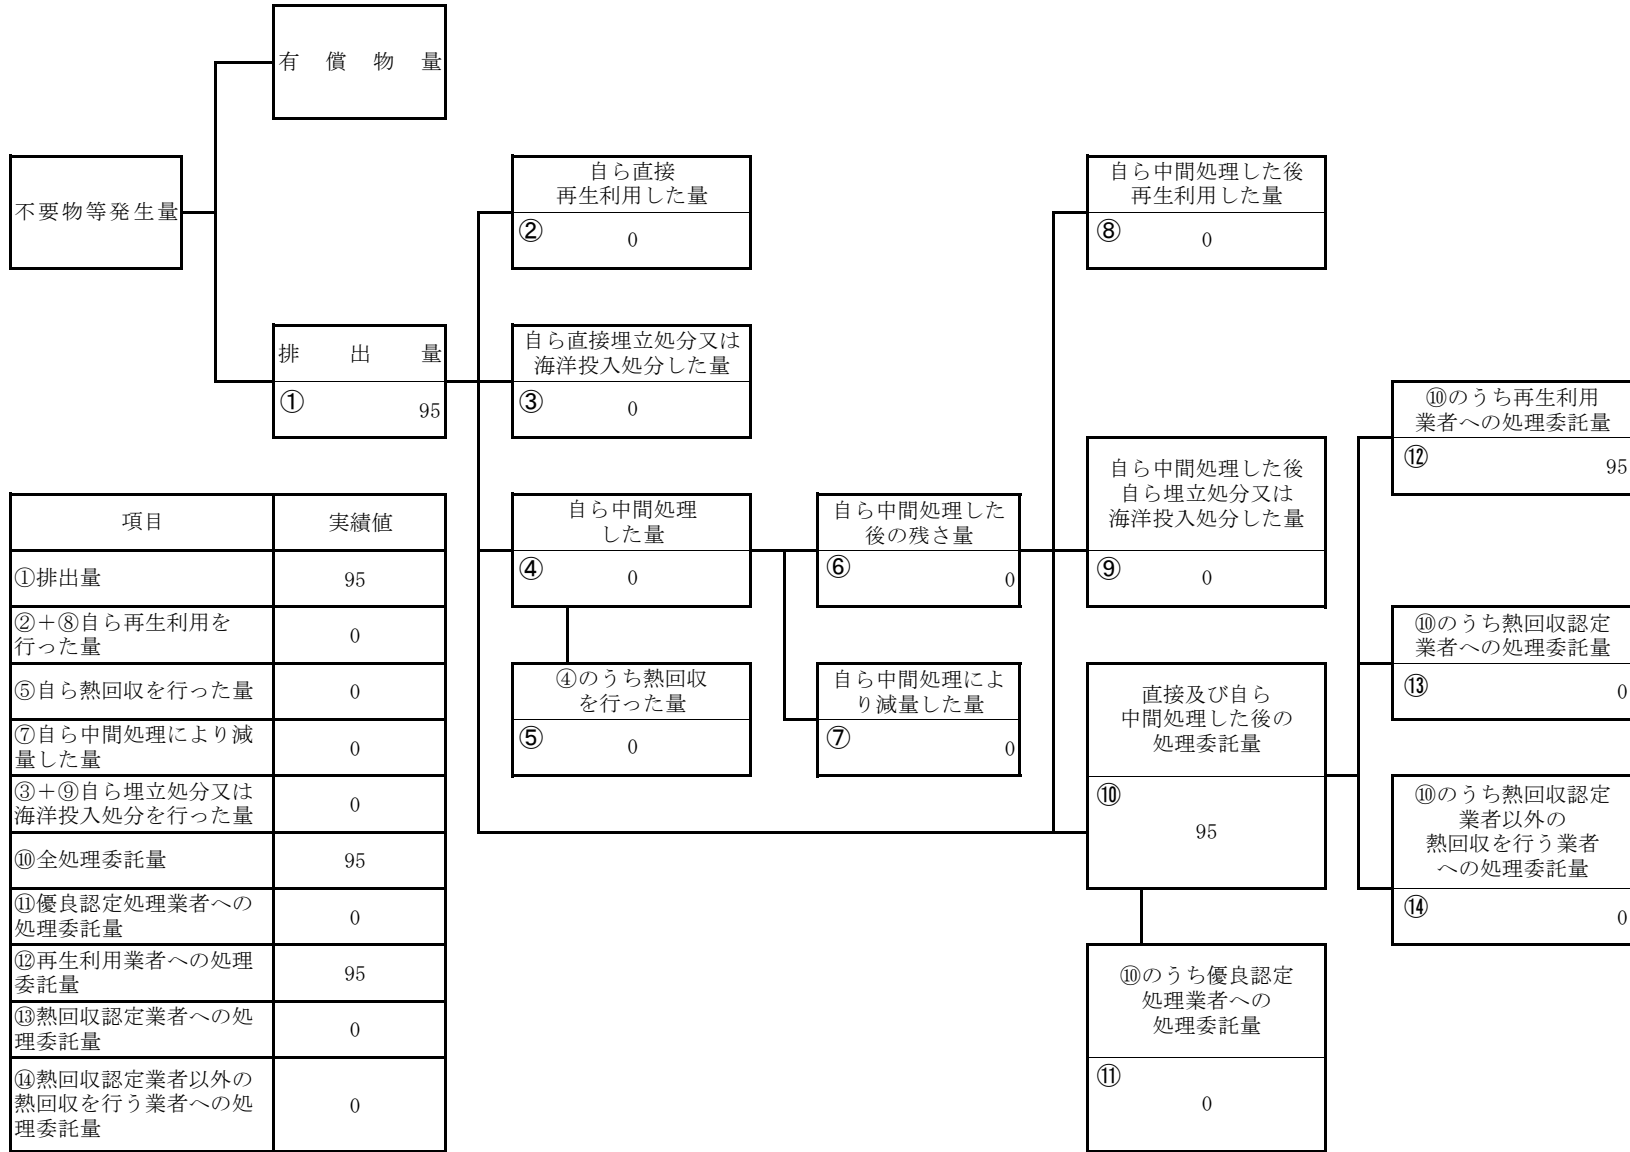 有償物量
不要物等発生量
排出量
①
95
自ら直接
再生利用した量
②
0
自ら直接埋立処分又は
海洋投入処分した量
③
0
自ら中間処理
した量
④
0
④のうち熱回収
を行った量
⑤
0
自ら中間処理した
後の残さ量
⑥
0
自ら中間処理によ
り減量した量
⑦
0
自ら中間処理した後
再生利用した量
⑧
0
自ら中間処理した後
自ら埋立処分又は
海洋投入処分した量
⑨
0
直接及び自ら
中間処理した後の
処理委託量
⑩
95
⑩のうち優良認定
処理業者への
処理委託量
⑪
0
⑩のうち再生利用
業者への処理委託量
⑫
95
⑩のうち熱回収認定
業者への処理委託量
⑬
0
⑩のうち熱回収認定
業者以外の
熱回収を行う業者
への処理委託量
⑭
0
項目 実績値
①排出量 95
②＋⑧自ら再生利用を
行った量 0
⑤自ら熱回収を行った量 0
⑦自ら中間処理により減
量した量 0
③＋⑨自ら埋立処分又は
海洋投入処分を行った量 0
⑩全処理委託量 95
⑪優良認定処理業者への
処理委託量 0
⑫再生利用業者への処理
委託量 95
⑬熱回収認定業者への処
理委託量 0
⑭熱回収認定業者以外の
熱回収を行う業者への処
理委託量 0